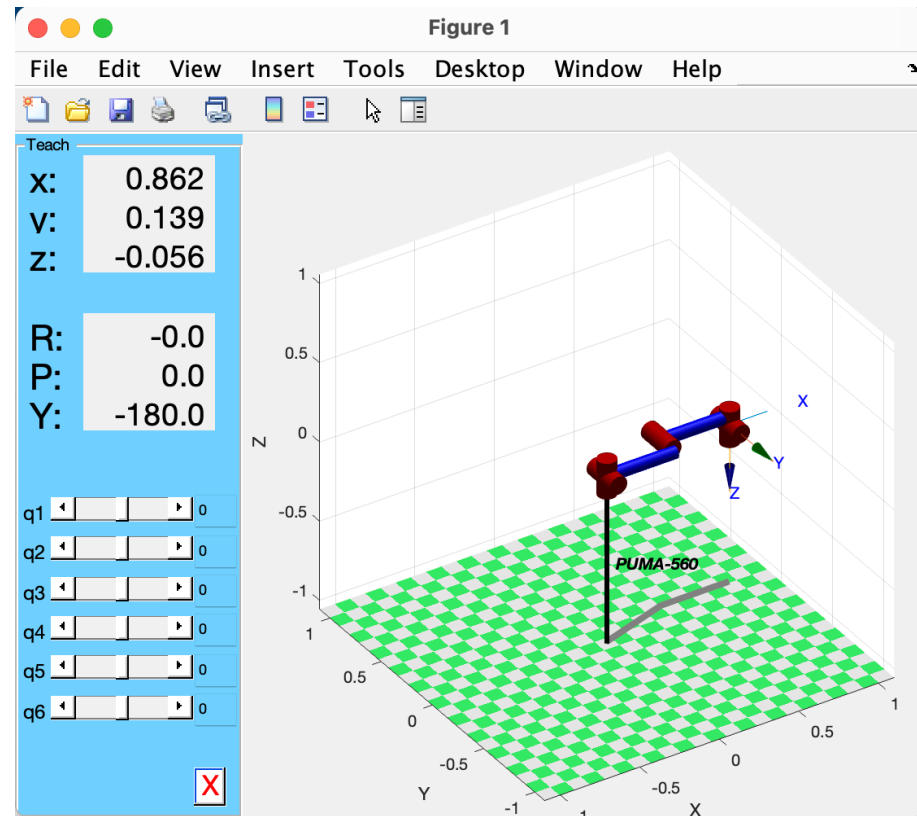 Figure 1
File Edit View Insert Tools Desktop Window Help
Teach
x: 0.862
y: 0.139
z: -0.056
R: -0.0
P: 0.0
Y: -180.0
q1 0
q2 0
q3 0
q4 0
q5 0
q6 0
X
1
0.5
0
-0.5
-1
Z
1
0.5
0
-0.5
-1
Y
-1
-0.5
0
0.5
1
X
PUMA-560
X
Y
Z